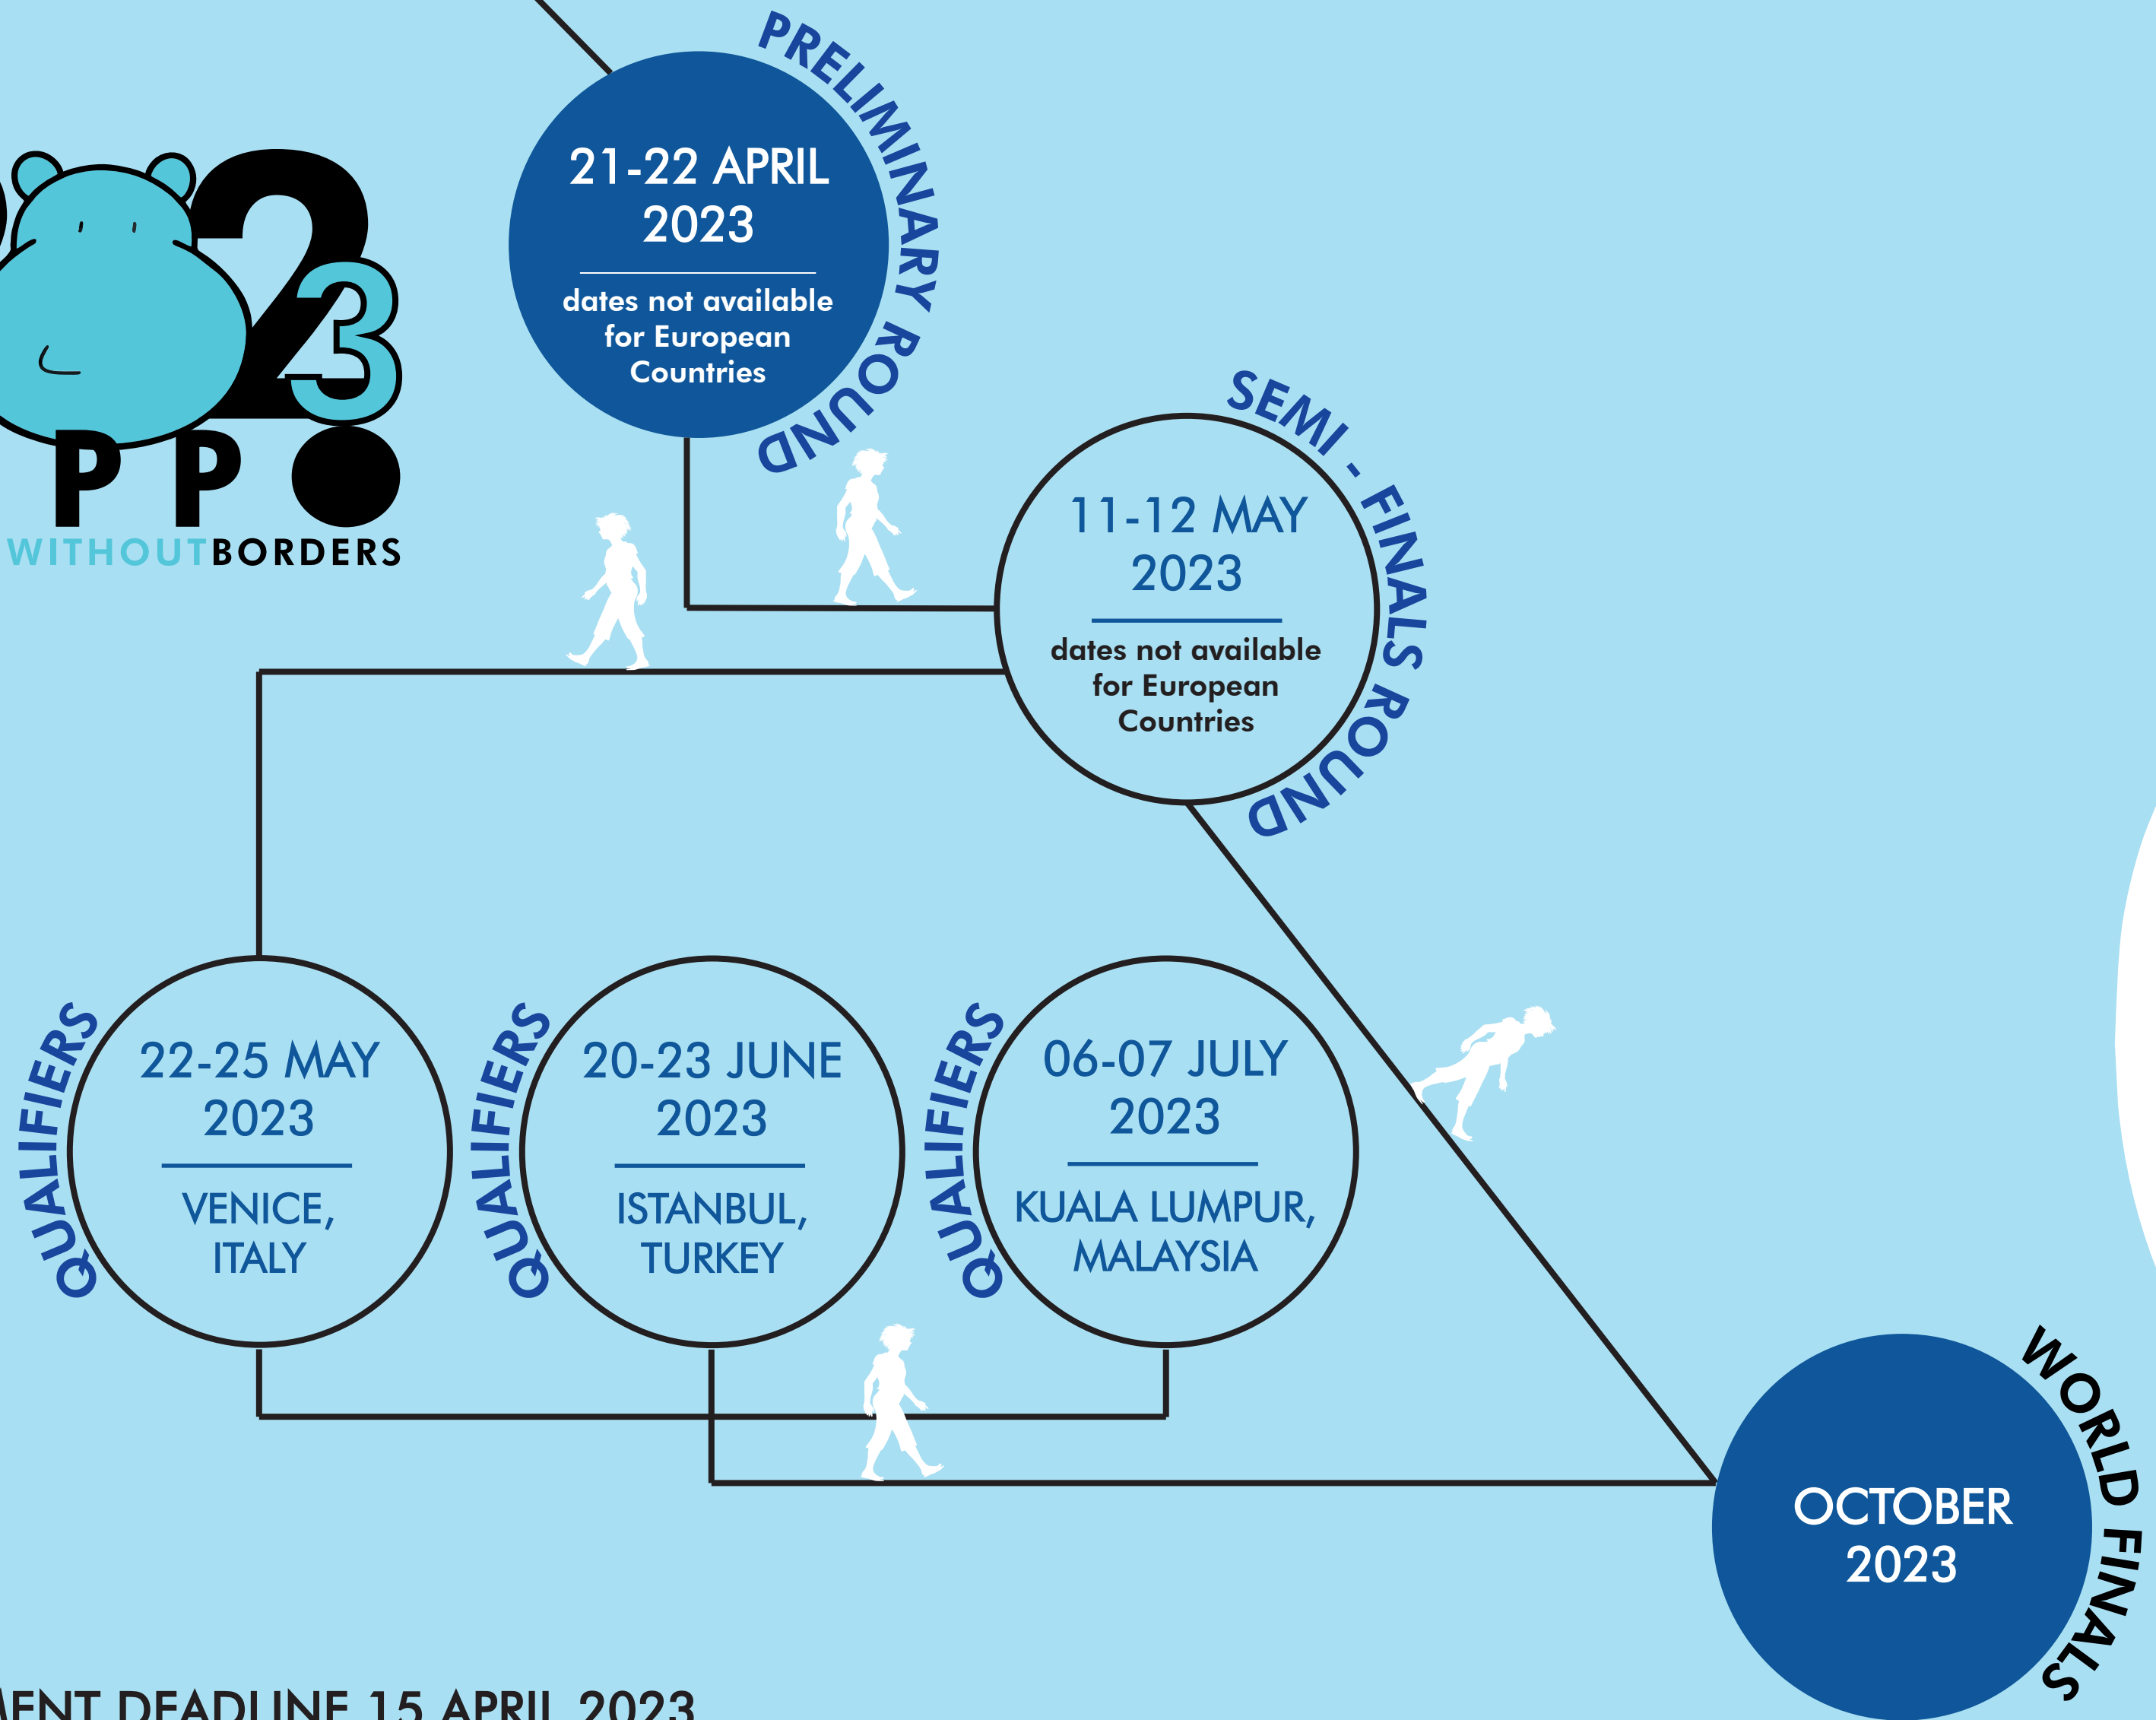 PRELIMINARY ROUND
21-22 APRIL
2023
dates not available
for European
Countries
23
PP
WITHOUTBORDERS
SEMI - FINALS ROUND
11-12 MAY
2023
dates not available
for European
Countries
QUALIFIERS
22-25 MAY
2023
VENICE,
ITALY
QUALIFIERS
20-23 JUNE
2023
ISTANBUL,
TURKEY
QUALIFIERS
06-07 JULY
2023
KUALA LUMPUR,
MALAYSIA
WORLD FINALS
OCTOBER
2023
DEADLINE 15 APRIL 2023